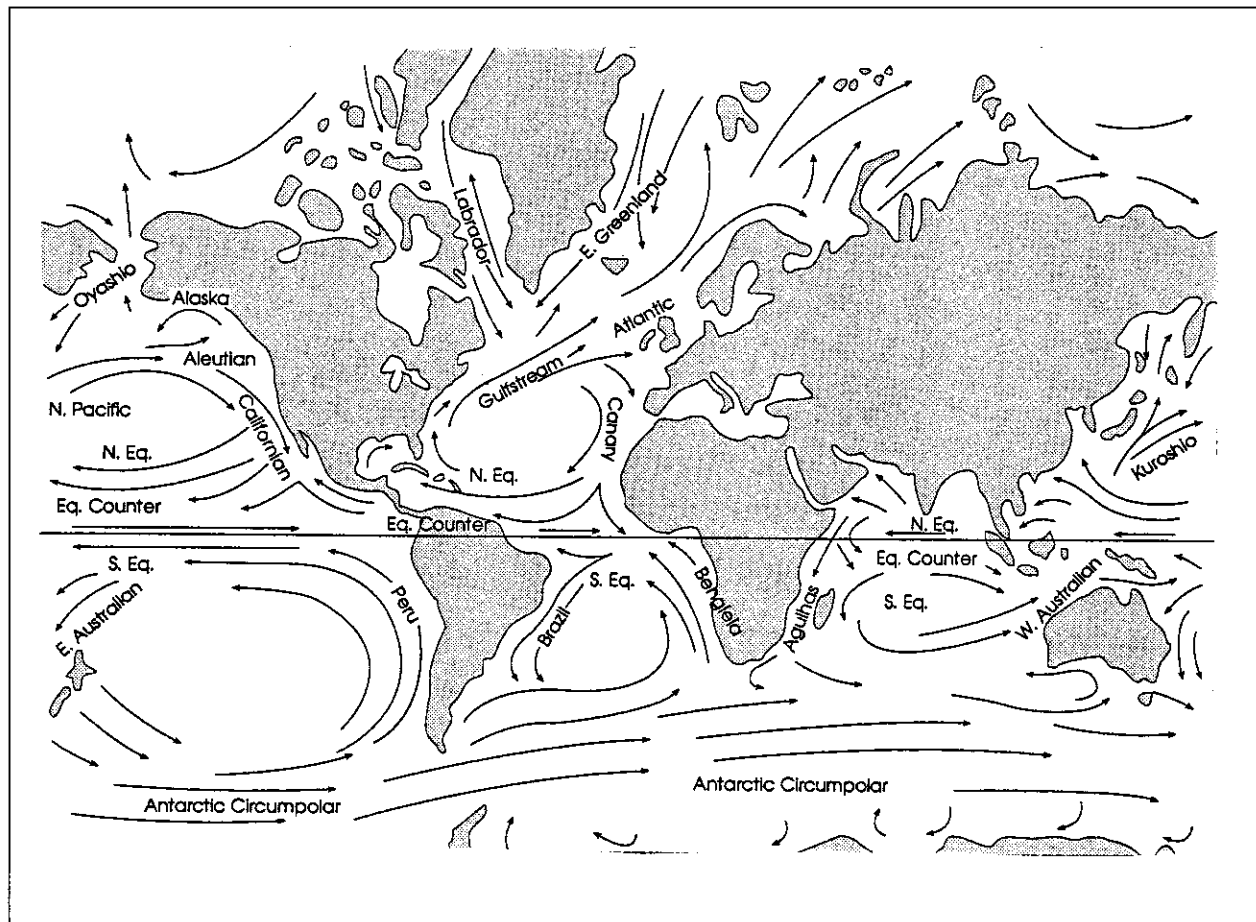 Labrador
E. Greenland
Oyashio
Alaska
Atlantic
Aleutian
Gulfstream
N. Pacific
Californian
Canary
N. Eq.
N. Eq.
Kuroshio
Eq. Counter
Eq. Counter
N. Eq.
S. Eq.
Eq. Counter
S. Eq.
Benglela
E. Australian
Peru
Brazil
Agulhas
S. Eq.
W. Australian
Antarctic Circumpolar
Antarctic Circumpolar